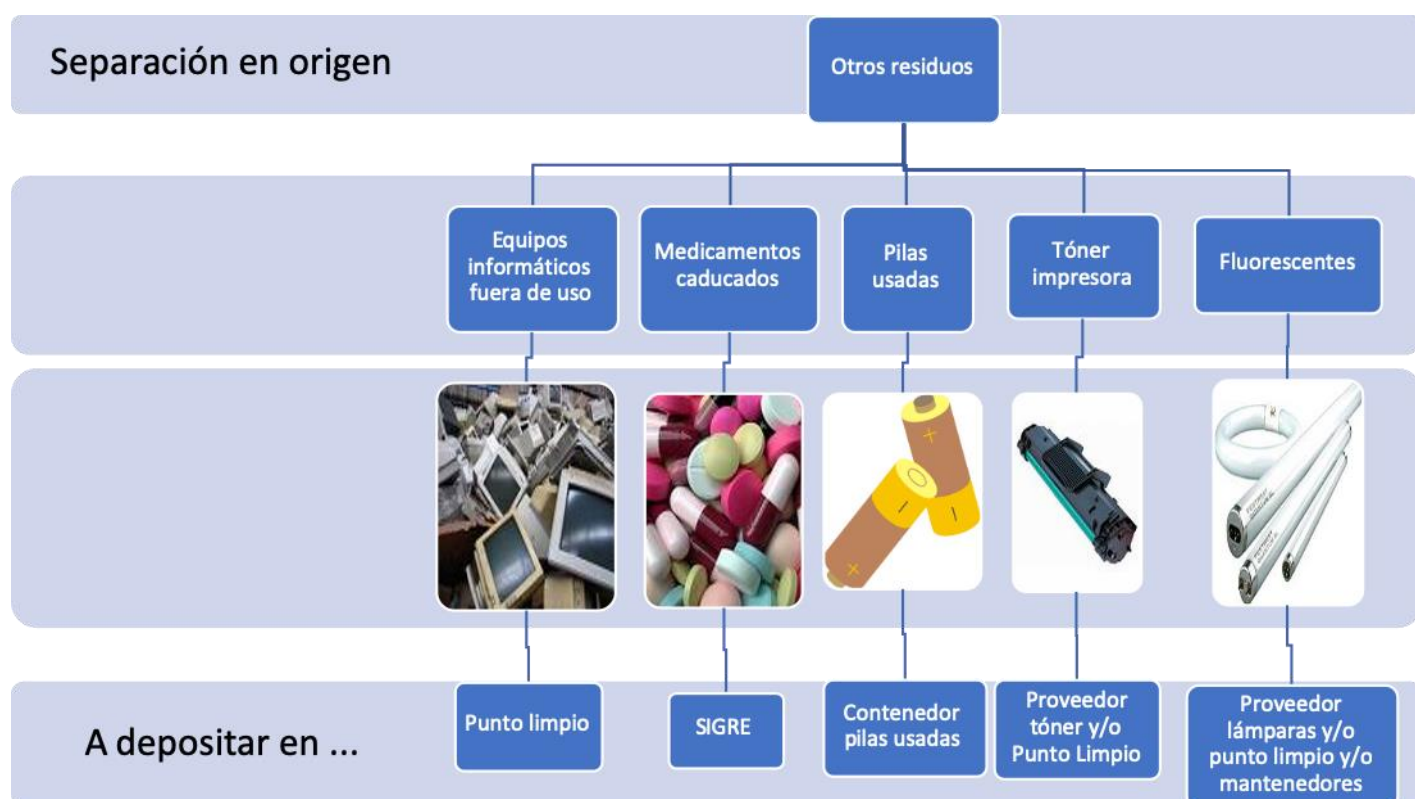 Separación en origen
Otros residuos
Equipos
informáticos
fuera de uso
Medicamentos
caducados
Pilas
usadas
Tóner
impresora
Fluorescentes
A depositar en ...
Punto limpio
SIGRE
Contenedor
pilas usadas
Proveedor
tóner y/o
Punto Limpio
Proveedor
lámparas y/o
punto limpio y/o
mantenedores